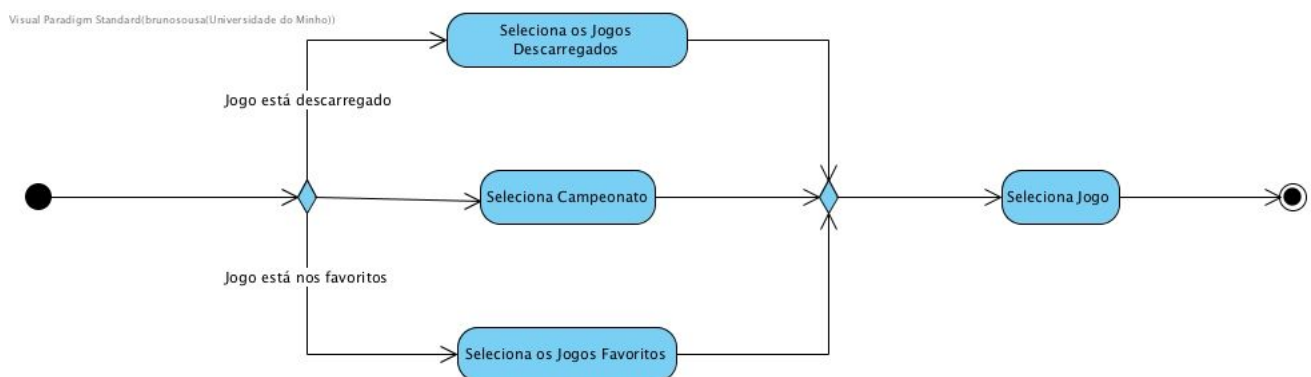 Visual Paradigm Standard(brunosousa(Universidade do Minho))
Seleciona os Jogos
Descarregados
Jogo está descarregado
Seleciona Campeonato
Seleciona Jogo
Jogo está nos favoritos
Seleciona os Jogos Favoritos